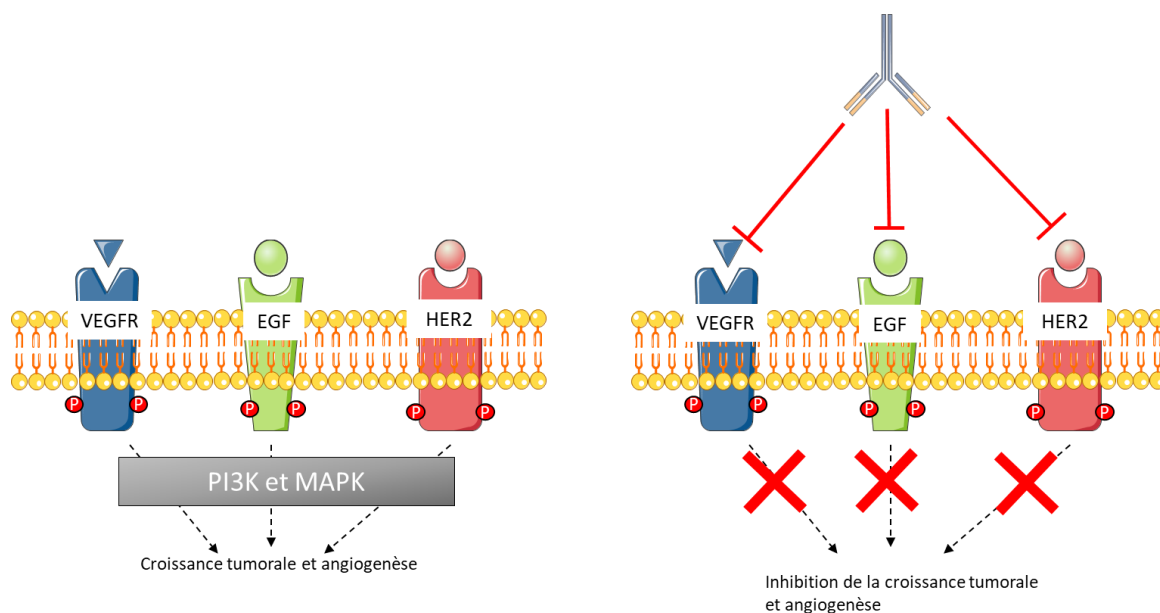 VEGFR
EGF
HER2
P
P
P
P
P
P
PI3K et MAPK
Croissance tumorale et angiogenèse
VEGFR
EGF
HER2
P
P
P
P
P
P
Inhibition de la croissance tumorale
et angiogenèse